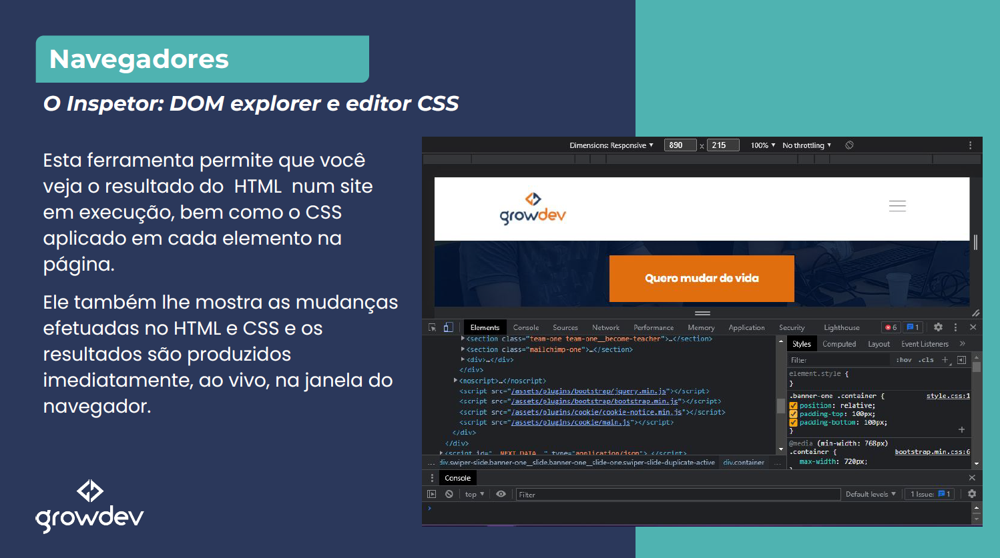 Navegadores
O Inspetor: DOM explorer e editor CSS
Esta ferramenta permite que você
veja o resultado do HTML num site
em execução, bem como o CSS
aplicado em cada elemento na
página.
Ele também lhe mostra as mudanças
efetuadas no HTML e CSS e os
resultados são produzidos
imediatamente, ao vivo, na janela do
navegador.
growdev
Dimensions: Responsive ▼ 890 x 215 100% ▼ No throttling ▼
growdev
Quero mudar de vida
Elements Console Sources Network Performance Memory Application Security Lighthouse 6 1
<section class="team-one team-one__become-teacher">…</section>
<section class="mailchimp-one">…</section>
<div>…</div>
</div>
<noscript>…</noscript>
<script src="/assets/plugins/bootstrap/jquery.min.js"></script>
<script src="/assets/plugins/bootstrap/bootstrap.min.js"></script>
<script src="/assets/plugins/cookie/cookie-notice.min.js"></script>
<script src="/assets/plugins/cookie/main.js"></script>
</div>
</div>
<script id="__NEXT_DATA__" type="application/json">…</script>
... div.swiper-slide.banner-one__slide.banner-one__slide-one.swiper-slide-duplicate-active div.container ...
Styles Computed Layout Event Listeners »
Filter :hov .cls +
element.style {
}
.banner-one .container { style.css:1
position: relative;
padding-top: 100px;
padding-bottom: 100px;
}
@media (min-width: 768px)
.container { bootstrap.min.css:6
max-width: 720px;
Console
top ▼ Filter Default levels ▼ 1 Issue: 1